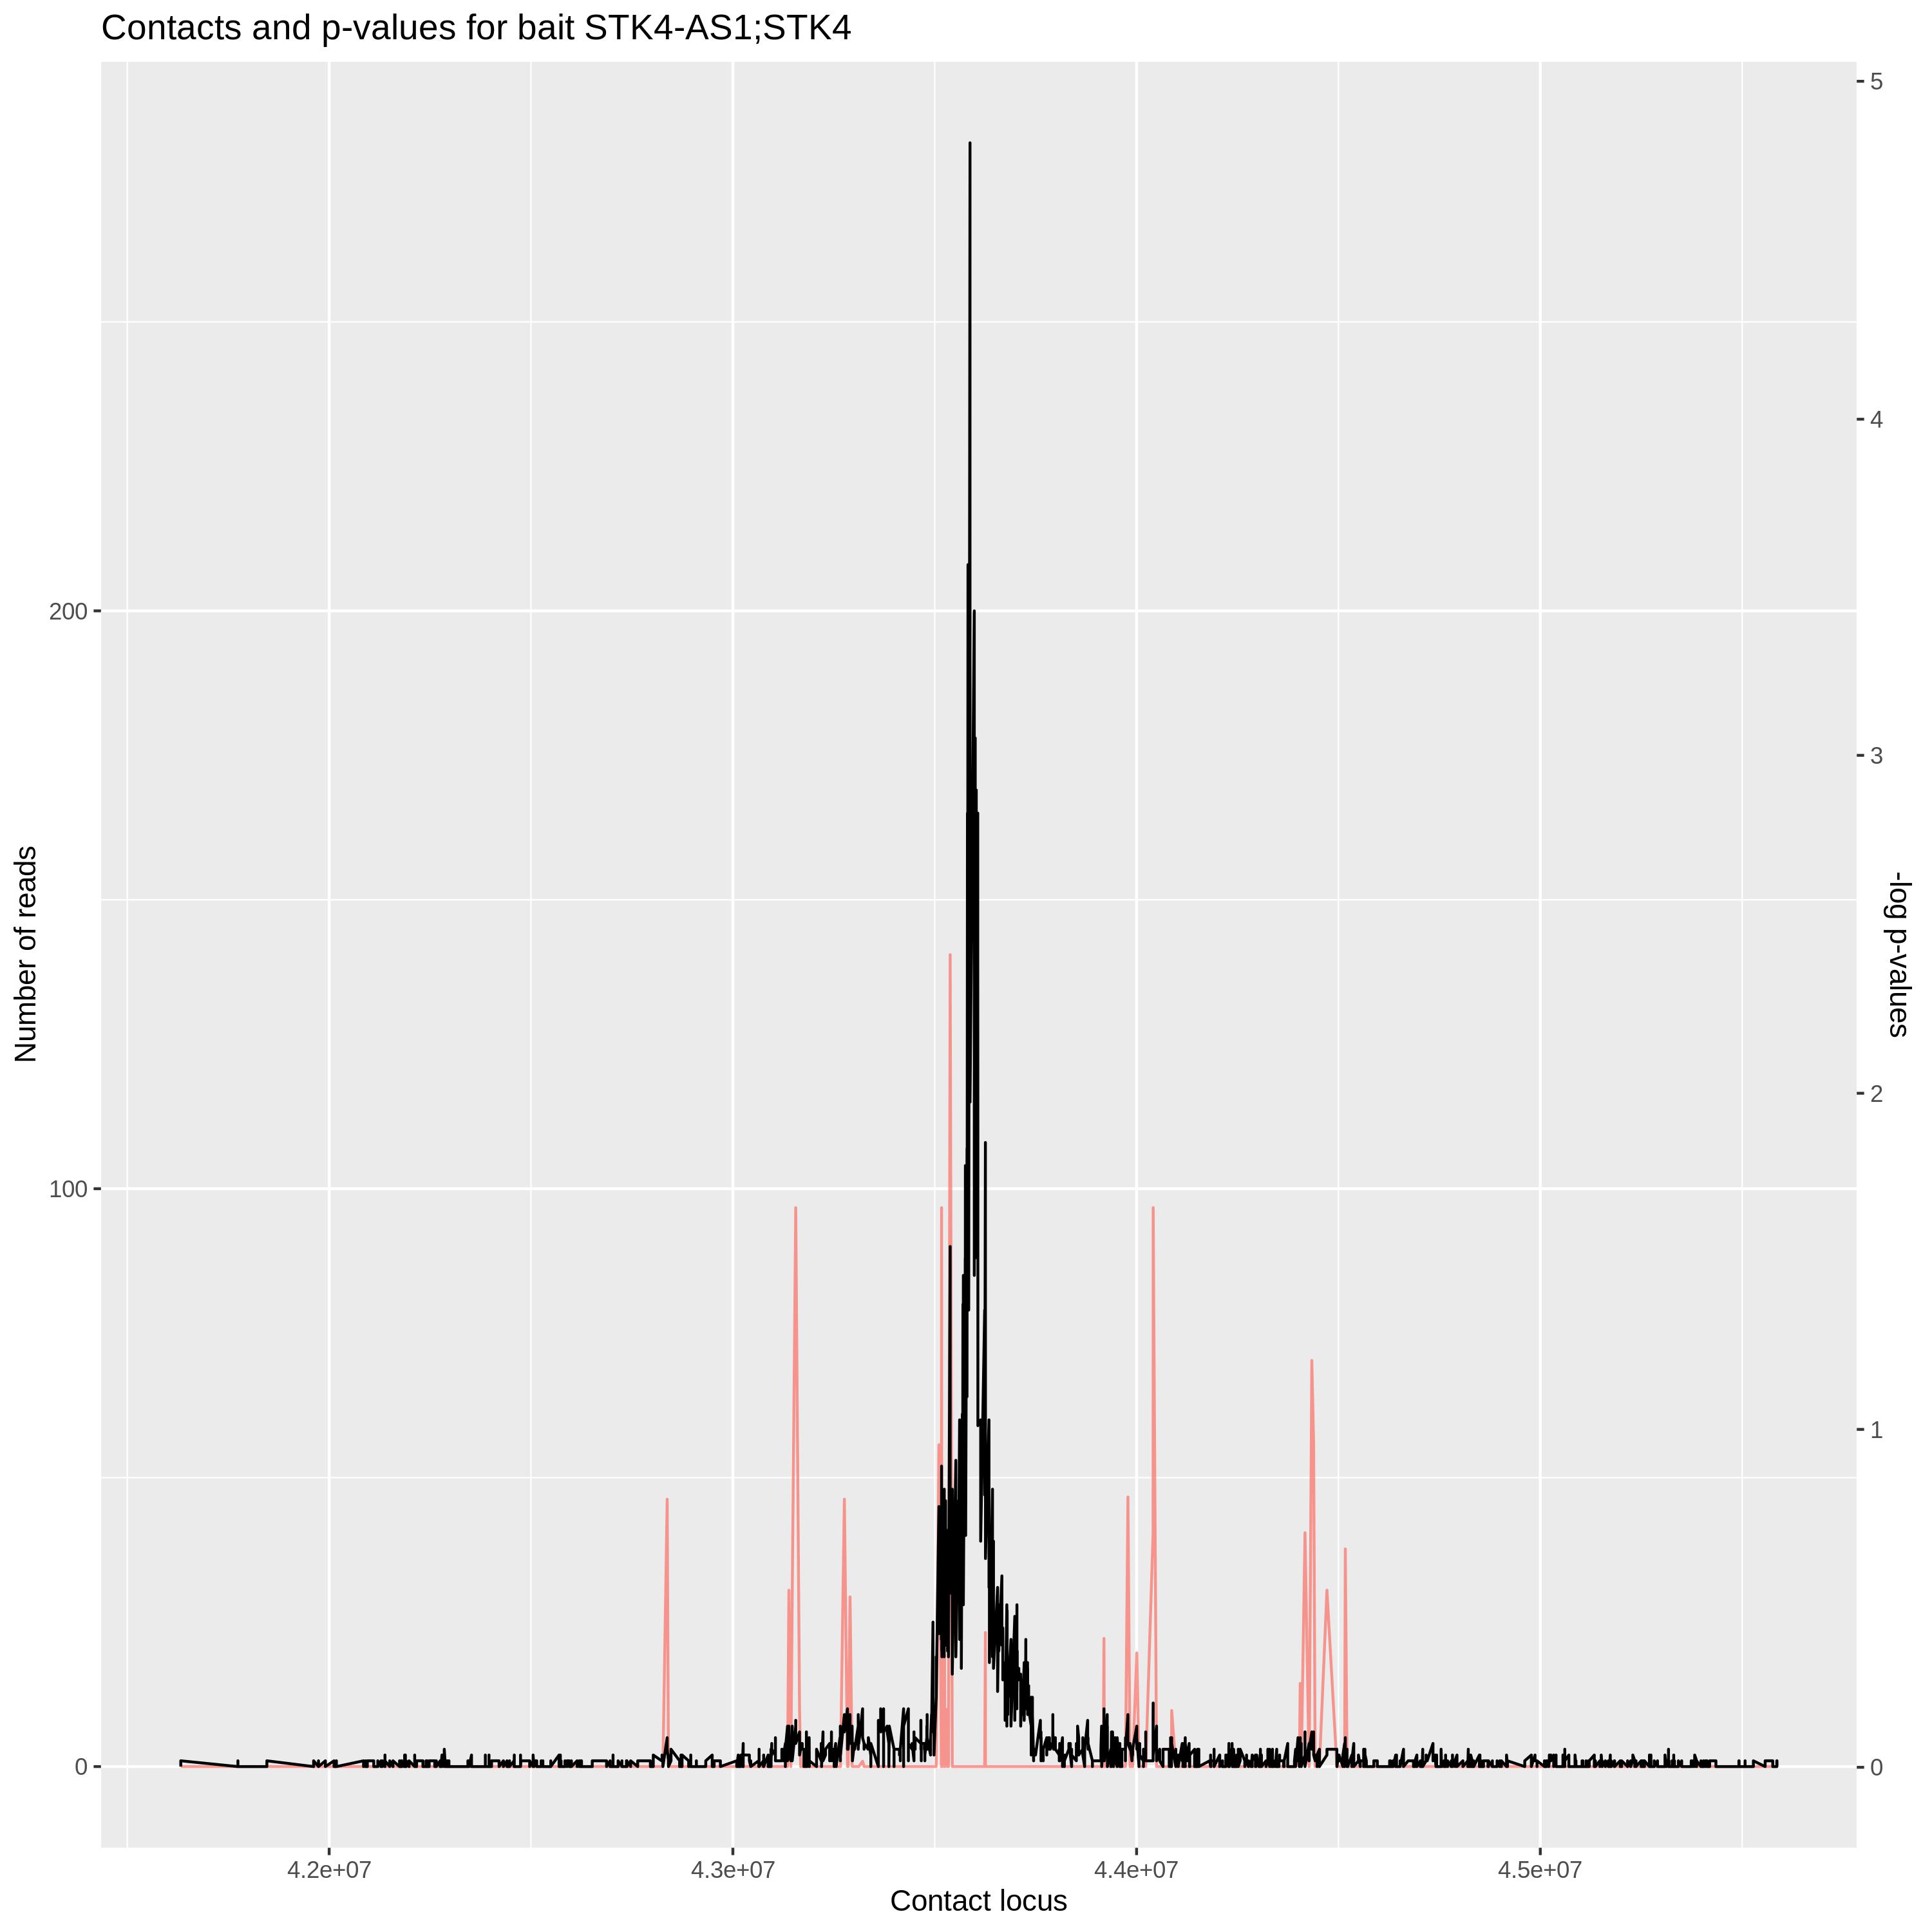 Contacts and p-values for bait STK4-AS1;STK4
5
4
200
3
Number of reads
-log p-values
2
100
1
0
0
4.2e+07
4.3e+07
4.4e+07
4.5e+07
Contact locus